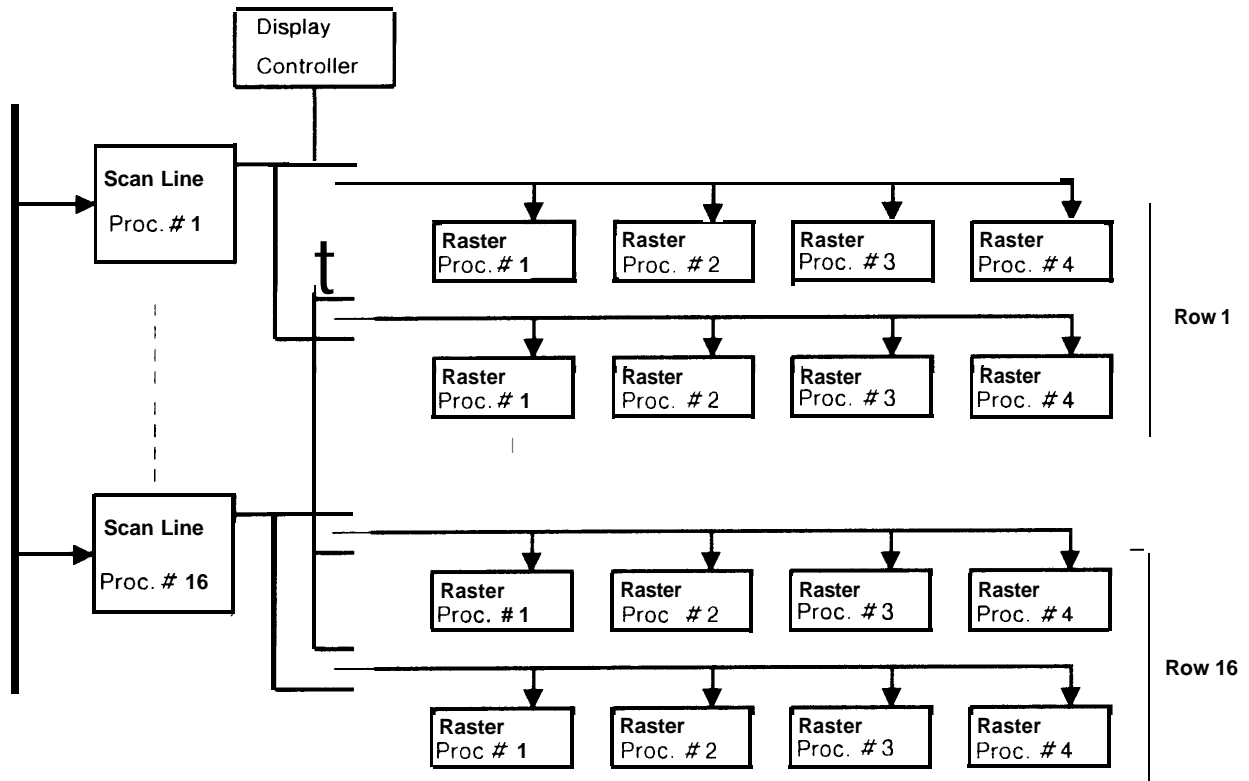 Display
Controller
Scan Line
Proc. # 1
t
Raster
Proc. # 1
Raster
Proc. # 2
Raster
Proc. # 3
Raster
Proc. # 4
Row 1
Raster
Proc. # 1
Raster
Proc. # 2
Raster
Proc. # 3
Raster
Proc. # 4
Scan Line
Proc. # 16
Raster
Proc. # 1
Raster
Proc # 2
Raster
Proc. # 3
Raster
Proc. # 4
Row 16
Raster
Proc. # 1
Raster
Proc. # 2
Raster
Proc. # 3
Raster
Proc. # 4